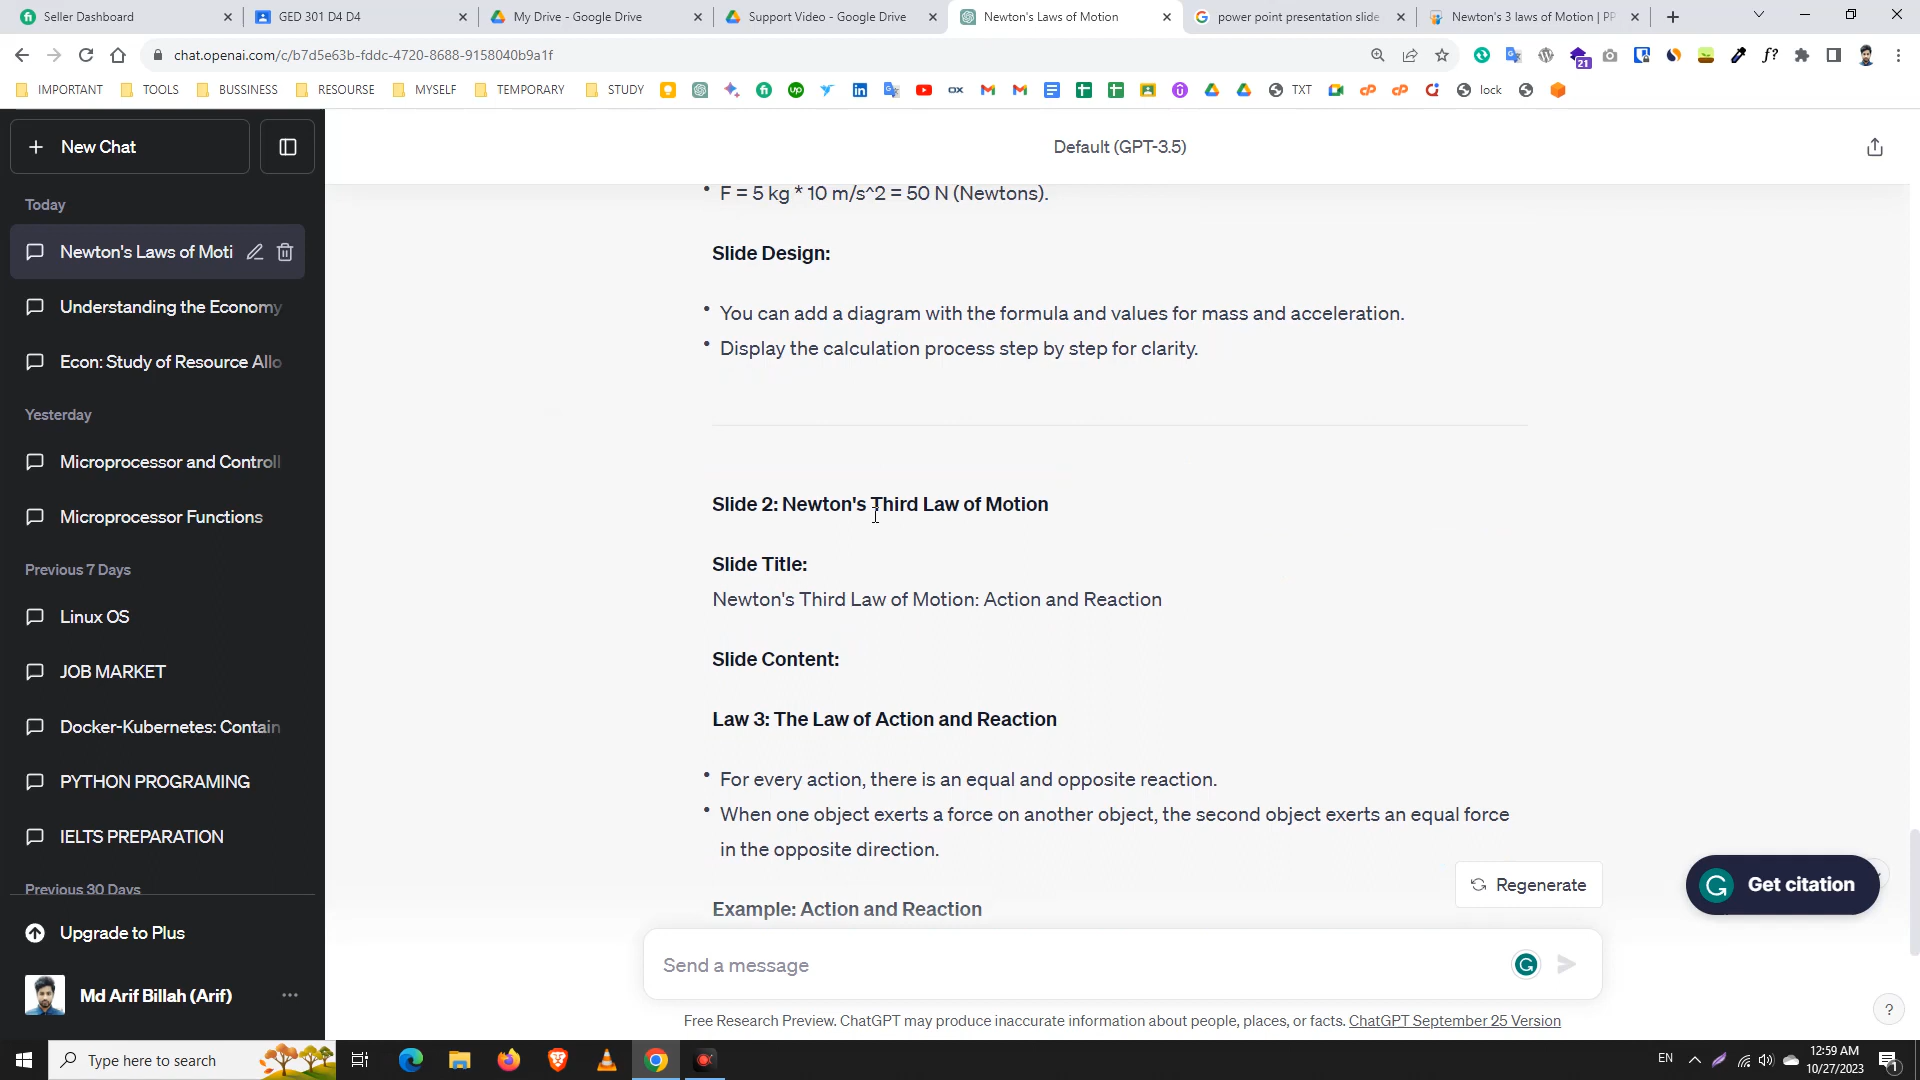 Seller Dashboard
GED 301 D4 D4
My Drive - Google Drive
Support Video - Google Drive
Newton's Laws of Motion
power point presentation slide
Newton's 3 laws of Motion | PP
chat.openai.com/c/b7d5e63b-fddc-4720-8688-9158040b9a1f
21
IMPORTANT
TOOLS
BUSSINESS
RESOURSE
MYSELF
TEMPORARY
STUDY
TXT
lock
New Chat
Default (GPT-3.5)
Today
Newton's Laws of Moti
Understanding the Economy
Econ: Study of Resource Allo
Yesterday
Microprocessor and Controll
Microprocessor Functions
Previous 7 Days
Linux OS
JOB MARKET
Docker-Kubernetes: Contain
PYTHON PROGRAMING
IELTS PREPARATION
Previous 30 Days
Upgrade to Plus
Md Arif Billah (Arif)
• F = 5 kg * 10 m/s^2 = 50 N (Newtons).
Slide Design:
• You can add a diagram with the formula and values for mass and acceleration.
• Display the calculation process step by step for clarity.
Slide 2: Newton's Third Law of Motion
Slide Title:
Newton's Third Law of Motion: Action and Reaction
Slide Content:
Law 3: The Law of Action and Reaction
• For every action, there is an equal and opposite reaction.
• When one object exerts a force on another object, the second object exerts an equal force
in the opposite direction.
Example: Action and Reaction
Regenerate
Get citation
Send a message
Free Research Preview. ChatGPT may produce inaccurate information about people, places, or facts. ChatGPT September 25 Version
?
Type here to search
EN
12:59 AM
10/27/2023
1